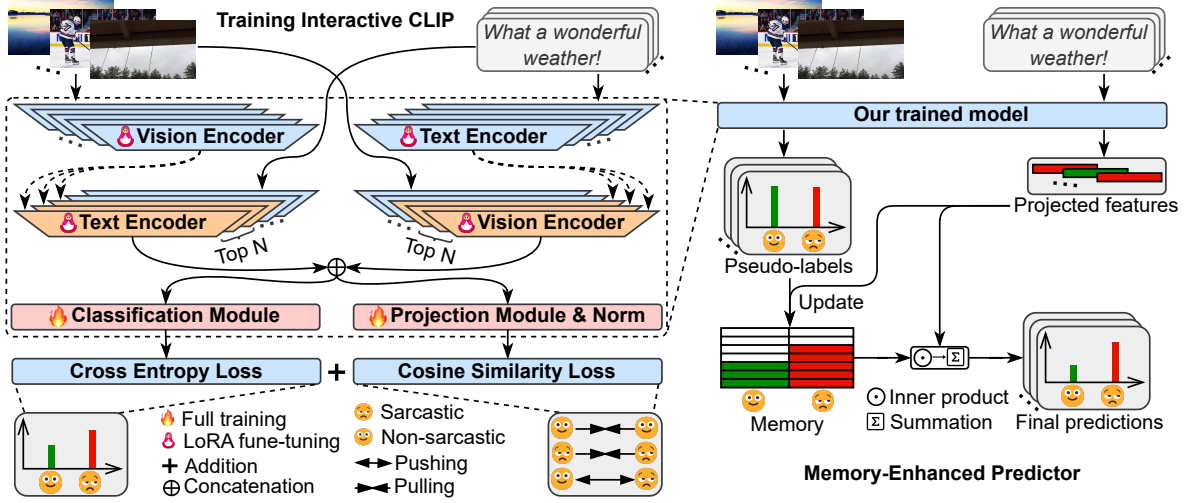 Training Interactive CLIP
What a wonderful
weather!
Vision Encoder
Text Encoder
Text Encoder
Vision Encoder
Top N
Top N
Classification Module
Projection Module & Norm
Cross Entropy Loss
Cosine Similarity Loss
Full training
LoRA fune-tuning
Addition
Concatenation
Sarcastic
Non-sarcastic
Pushing
Pulling
What a wonderful
weather!
Our trained model
Projected features
Pseudo-labels
Update
Memory
Σ
Inner product
Σ Summation
Final predictions
Memory-Enhanced Predictor